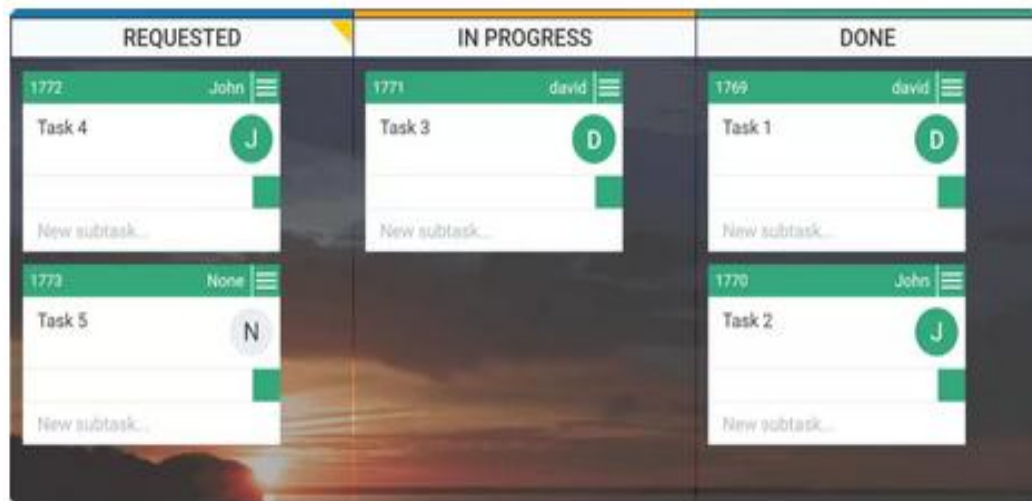 REQUESTED
1772 John
Task 4
J
New subtask...
1773 None
Task 5
N
New subtask...
IN PROGRESS
1771 david
Task 3
D
New subtask...
DONE
1769 david
Task 1
D
New subtask...
1770 John
Task 2
J
New subtask...